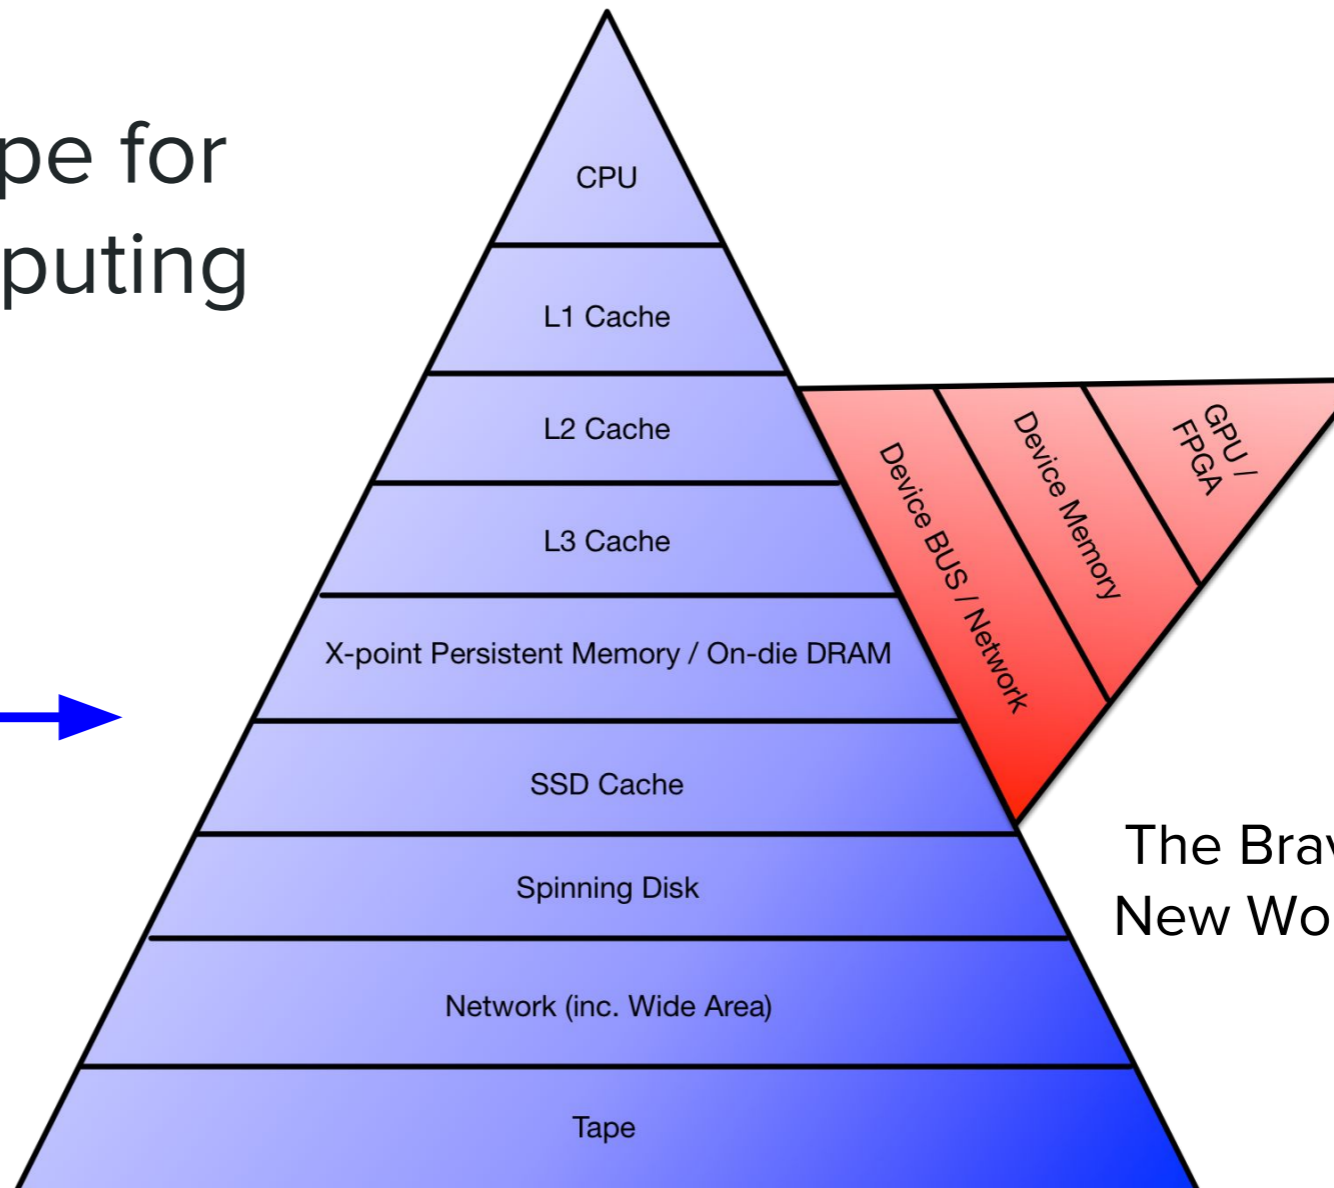 pe for
puting
CPU
L1 Cache
L2 Cache
L3 Cache
X-point Persistent Memory / On-die DRAM
SSD Cache
Spinning Disk
Network (inc. Wide Area)
Tape
Device BUS / Network
Device Memory
GPU /
FPGA
The Brav
New Wo